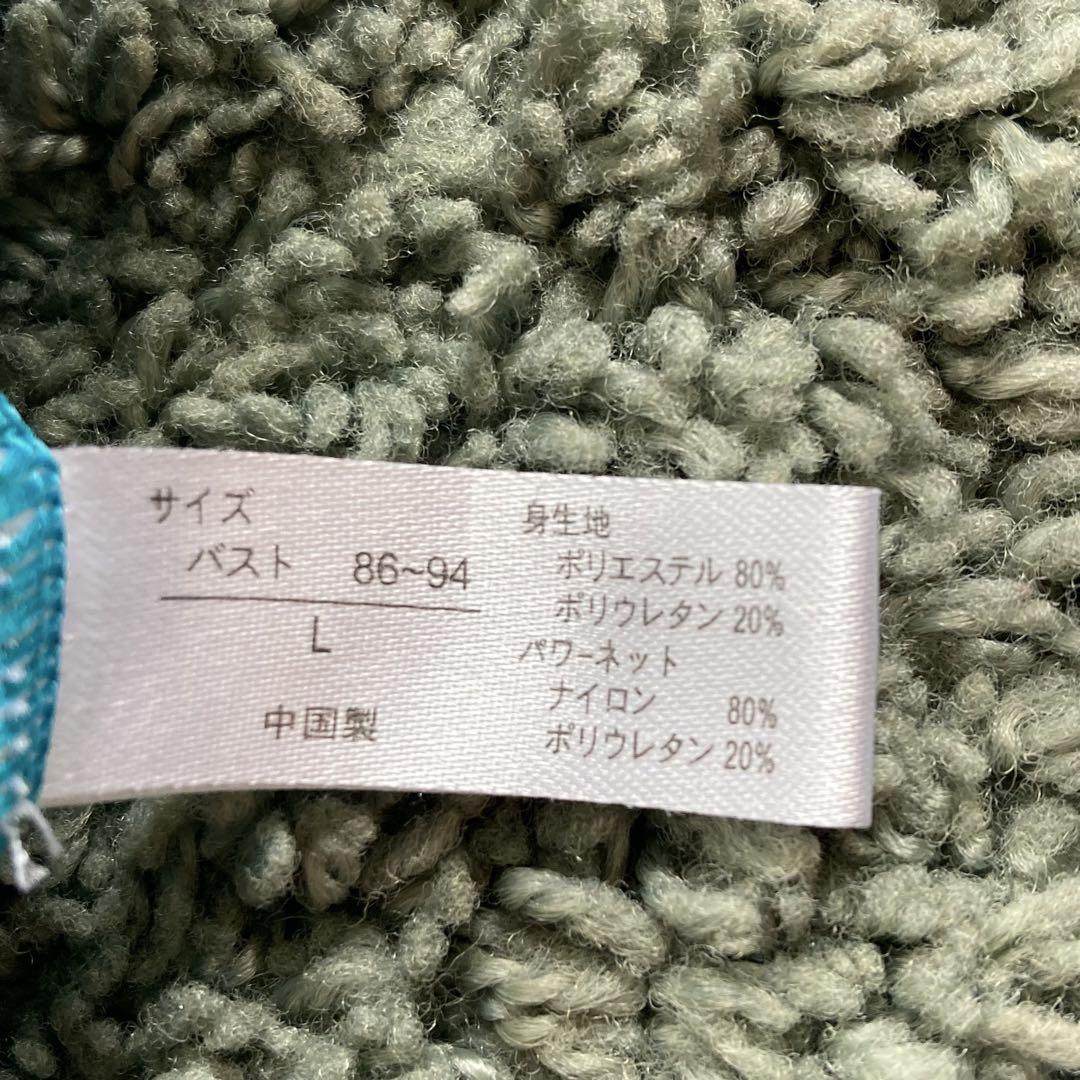 サイズ
バスト 86~94
L
中国製
身生地
ポリエステル 80%
ポリウレタン 20%
パワーネット
ナイロン 80%
ポリウレタン 20%